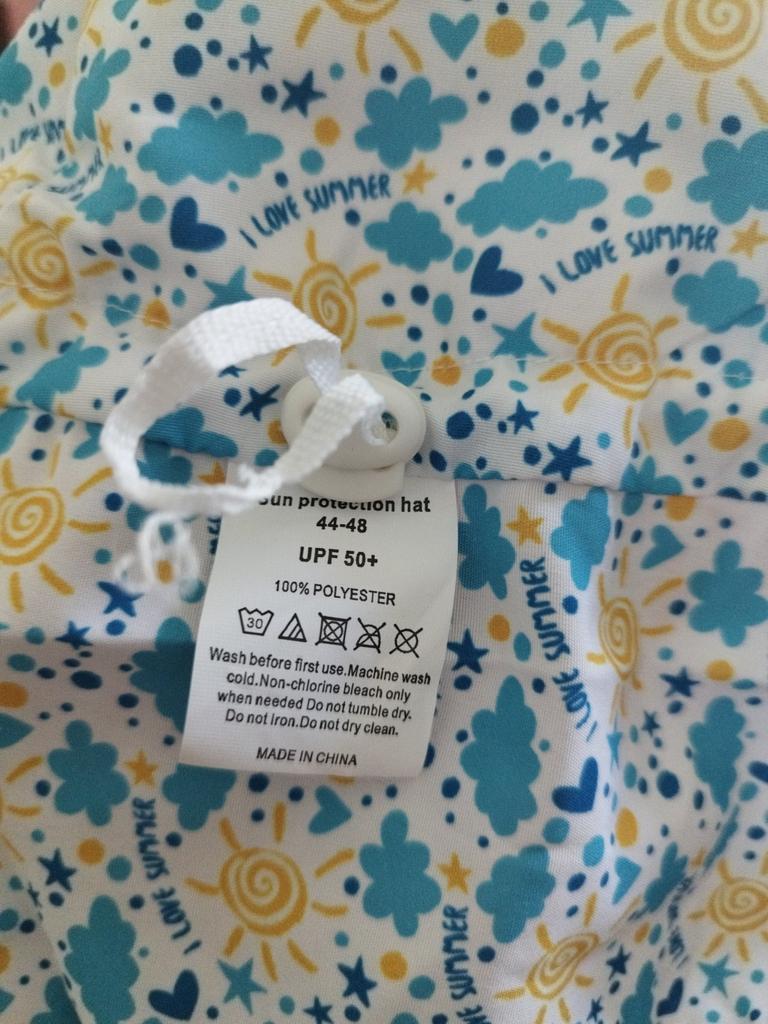 I LOVE SUMMER
I LOVE SUMMER
Sun protection hat
44-48
UPF 50+
100% POLYESTER
30
Wash before first use.Machine wash
cold.Non-chlorine bleach only
when needed Do not tumble dry.
Do not iron.Do not dry clean.
MADE IN CHINA
I LOVE SUMMER
I LOVE SUMMER
SUMMER